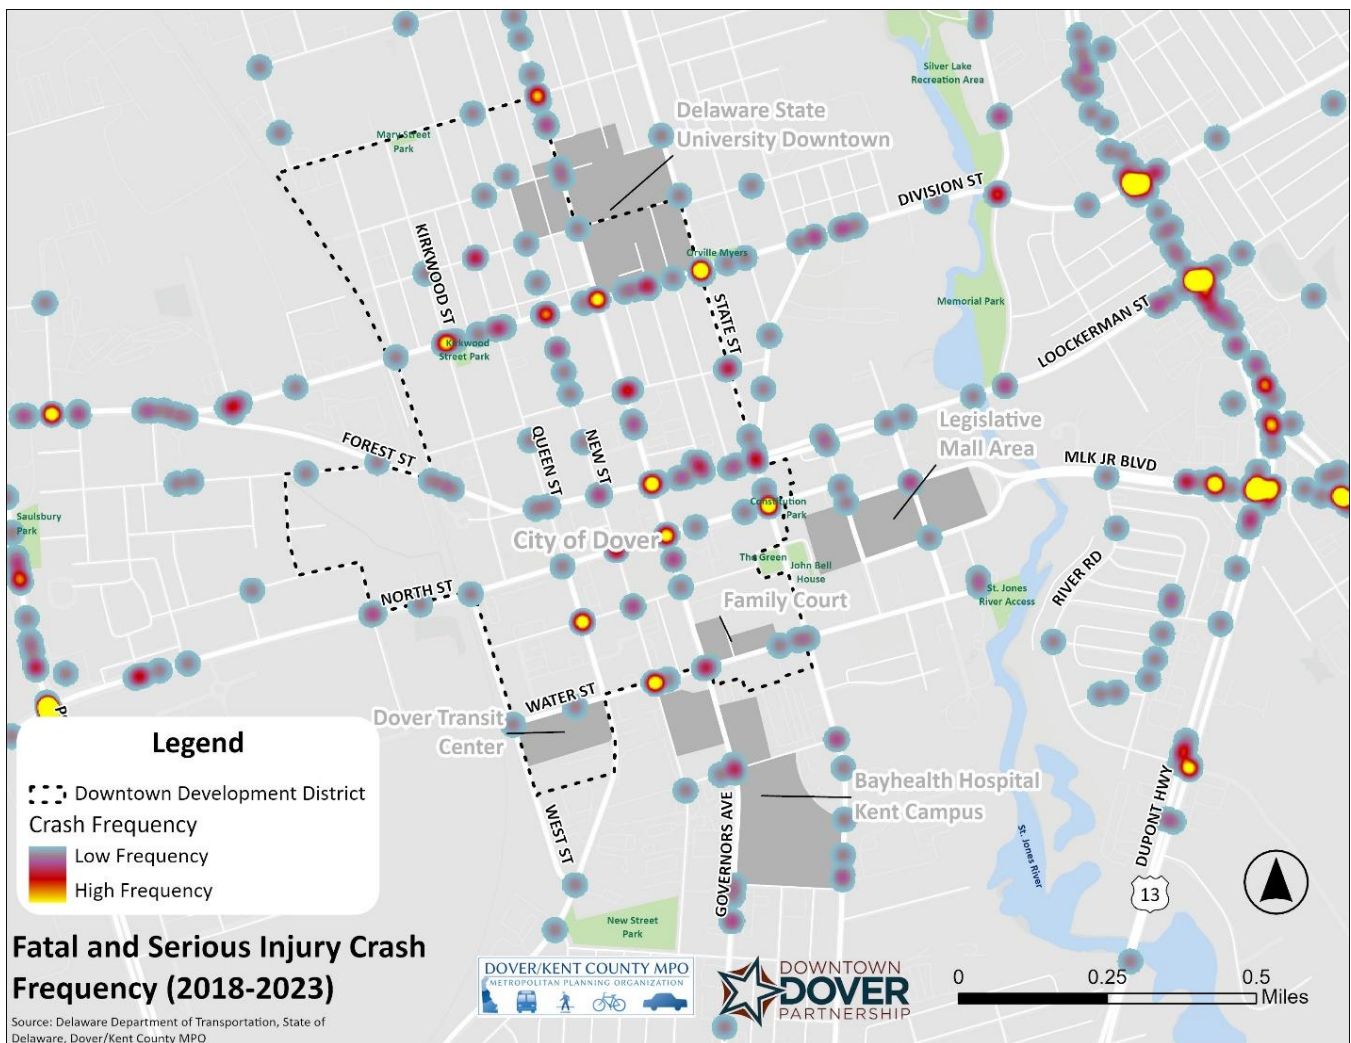 Silver Lake
Recreation Area
Delaware State
University Downtown
Mary Street
Park
DIVISION ST
KIRKWOOD ST
Orville Myers
Memorial Park
STATE ST
LOOCKERMAN ST
Kirkwood
Street Park
Legislative
Mall Area
FOREST ST
QUEEN ST
NEW ST
MLK JR BLVD
Constitution
Park
Saulsbury
Park
City of Dover
The Green
John Bell
House
RIVER RD
St. Jones
River Access
NORTH ST
Family Court
WATER ST
Dover Transit
Center
Bayhealth Hospital
Kent Campus
DUPONT HWY
WEST ST
GOVERNORS AVE
St. Jones River
13
New Street
Park
Legend
Downtown Development District
Crash Frequency
Low Frequency
High Frequency
Fatal and Serious Injury Crash
Frequency (2018-2023)
Source: Delaware Department of Transportation, State of
Delaware, Dover/Kent County MPO
DOVER/KENT COUNTY MPO
METROPOLITAN PLANNING ORGANIZATION
DOWNTOWN
DOVER
PARTNERSHIP
0 0.25 0.5
Miles